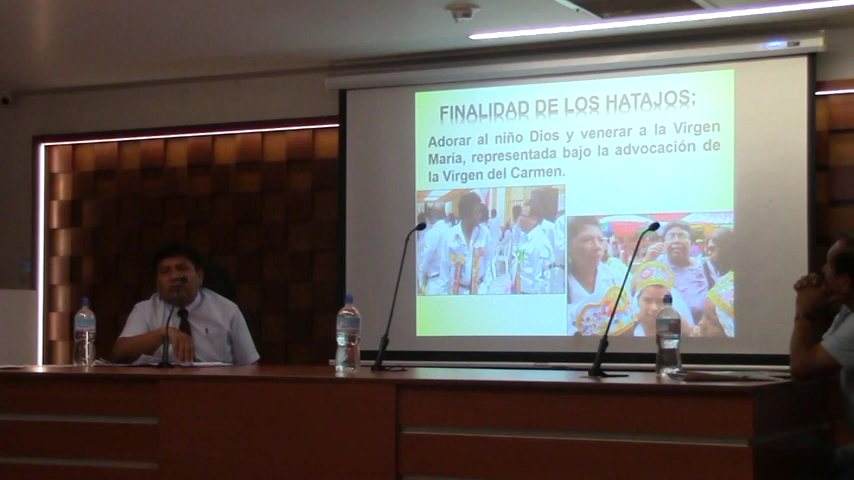 FINALIDAD DE LOS HATAJOS:
Adorar al niño Dios y venerar a la Virgen
María, representada bajo la advocación de
la Virgen del Carmen.